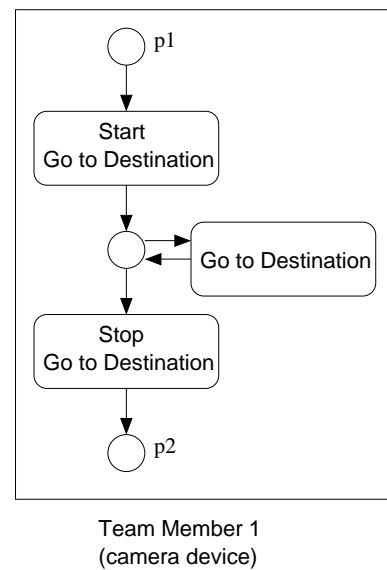 p1
Start
Go to Destination
Go to Destination
Stop
Go to Destination
p2
Team Member 1
(camera device)